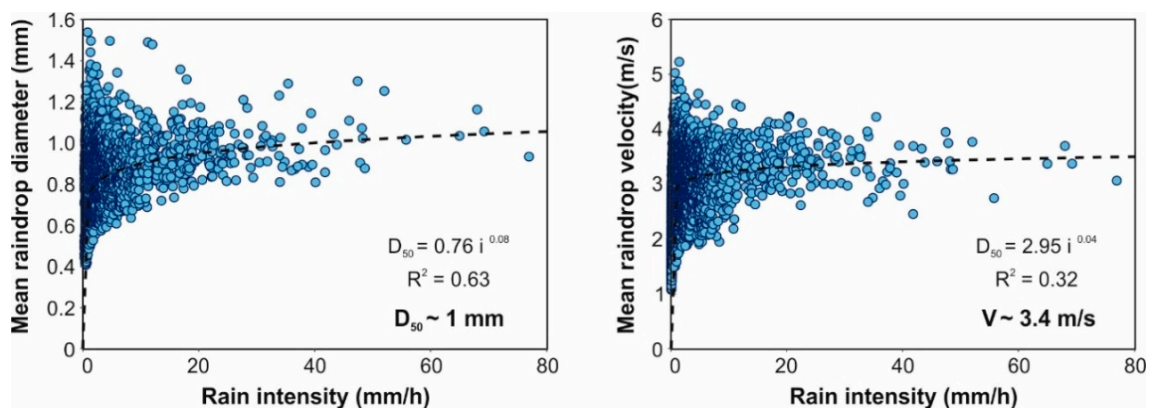 Mean raindrop diameter (mm)
1.6
1.4
1.2
1.0
0.8
0.6
0.4
0.2
0
D₅₀ = 0.76 i ^0.08
R² = 0.63
D₅₀ ~ 1 mm
0 20 40 60 80
Rain intensity (mm/h)
Mean raindrop velocity(m/s)
6
5
4
3
2
1
0
D₅₀ = 2.95 i ^0.04
R² = 0.32
V ~ 3.4 m/s
0 20 40 60 80
Rain intensity (mm/h)